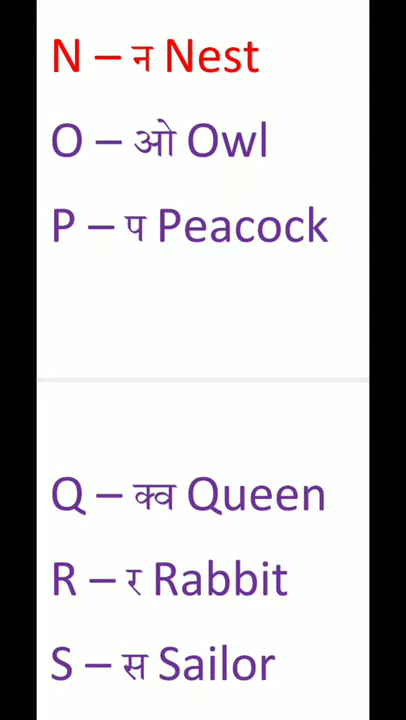 N – न Nest
O – ओ Owl
P – प Peacock
Q – क्व Queen
R – र Rabbit
S – स Sailor